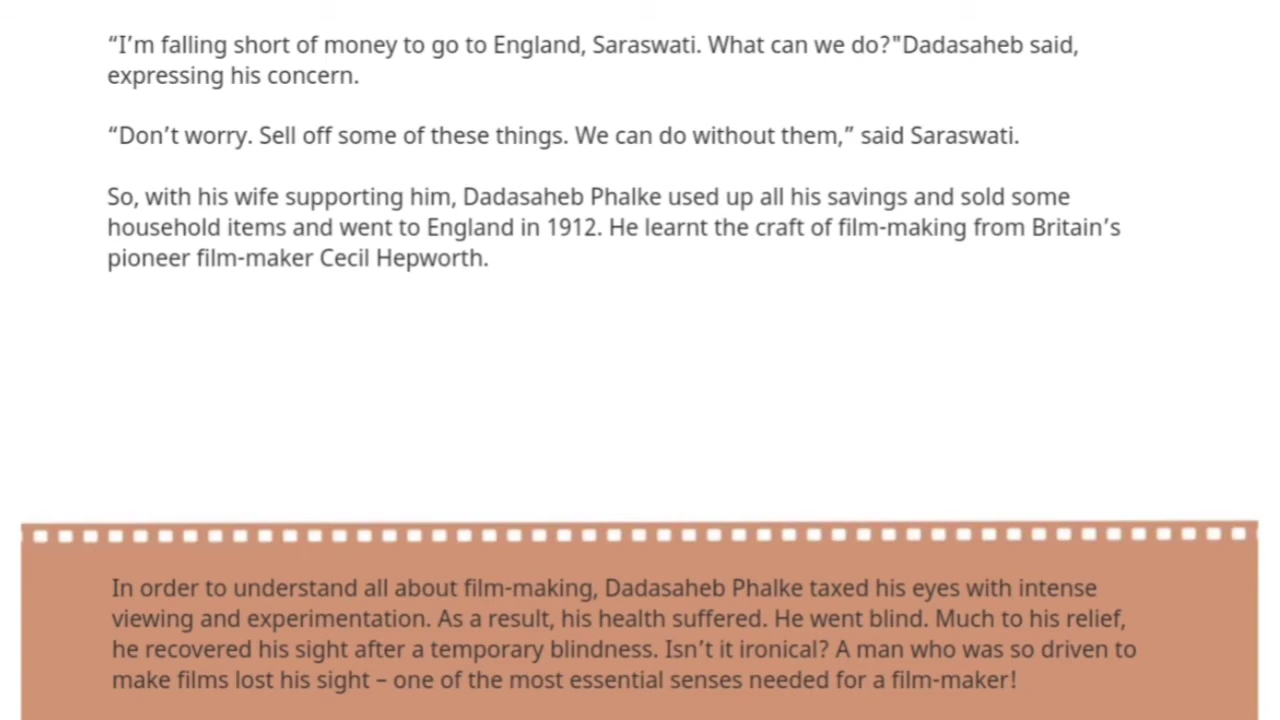 “I’m falling short of money to go to England, Saraswati. What can we do?"Dadasaheb said,
expressing his concern.
“Don’t worry. Sell off some of these things. We can do without them,” said Saraswati.
So, with his wife supporting him, Dadasaheb Phalke used up all his savings and sold some
household items and went to England in 1912. He learnt the craft of film-making from Britain’s
pioneer film-maker Cecil Hepworth.
In order to understand all about film-making, Dadasaheb Phalke taxed his eyes with intense
viewing and experimentation. As a result, his health suffered. He went blind. Much to his relief,
he recovered his sight after a temporary blindness. Isn’t it ironical? A man who was so driven to
make films lost his sight – one of the most essential senses needed for a film-maker!